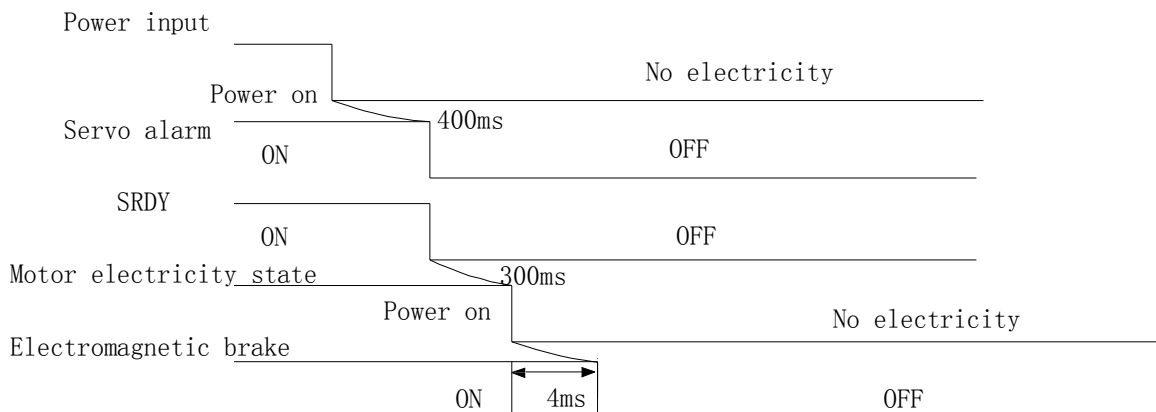 Power input
No electricity
Power on
400ms
Servo alarm
ON
OFF
SRDY
ON
OFF
Motor electricity state
300ms
Power on
No electricity
Electromagnetic brake
ON
4ms
OFF